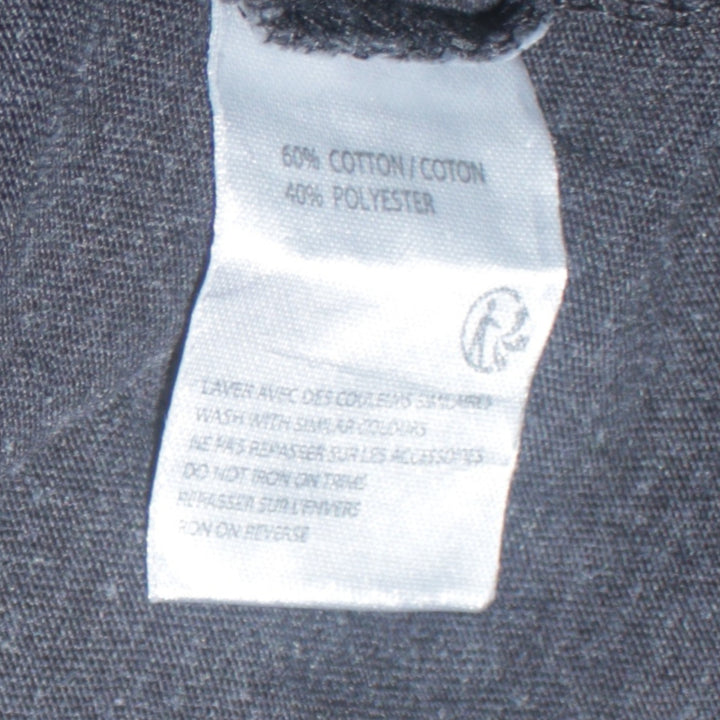 60% COTTON / COTON
40% POLYESTER
LAVER AVEC DES COULEURS SIMILAIRES
WASH WITH SIMILAR COLOURS
NE PAS REPASSER SUR LES ACCESSOIRES
DO NOT IRON ON TRIMS
REPASSER SUR L'ENVERS
IRON ON REVERSE